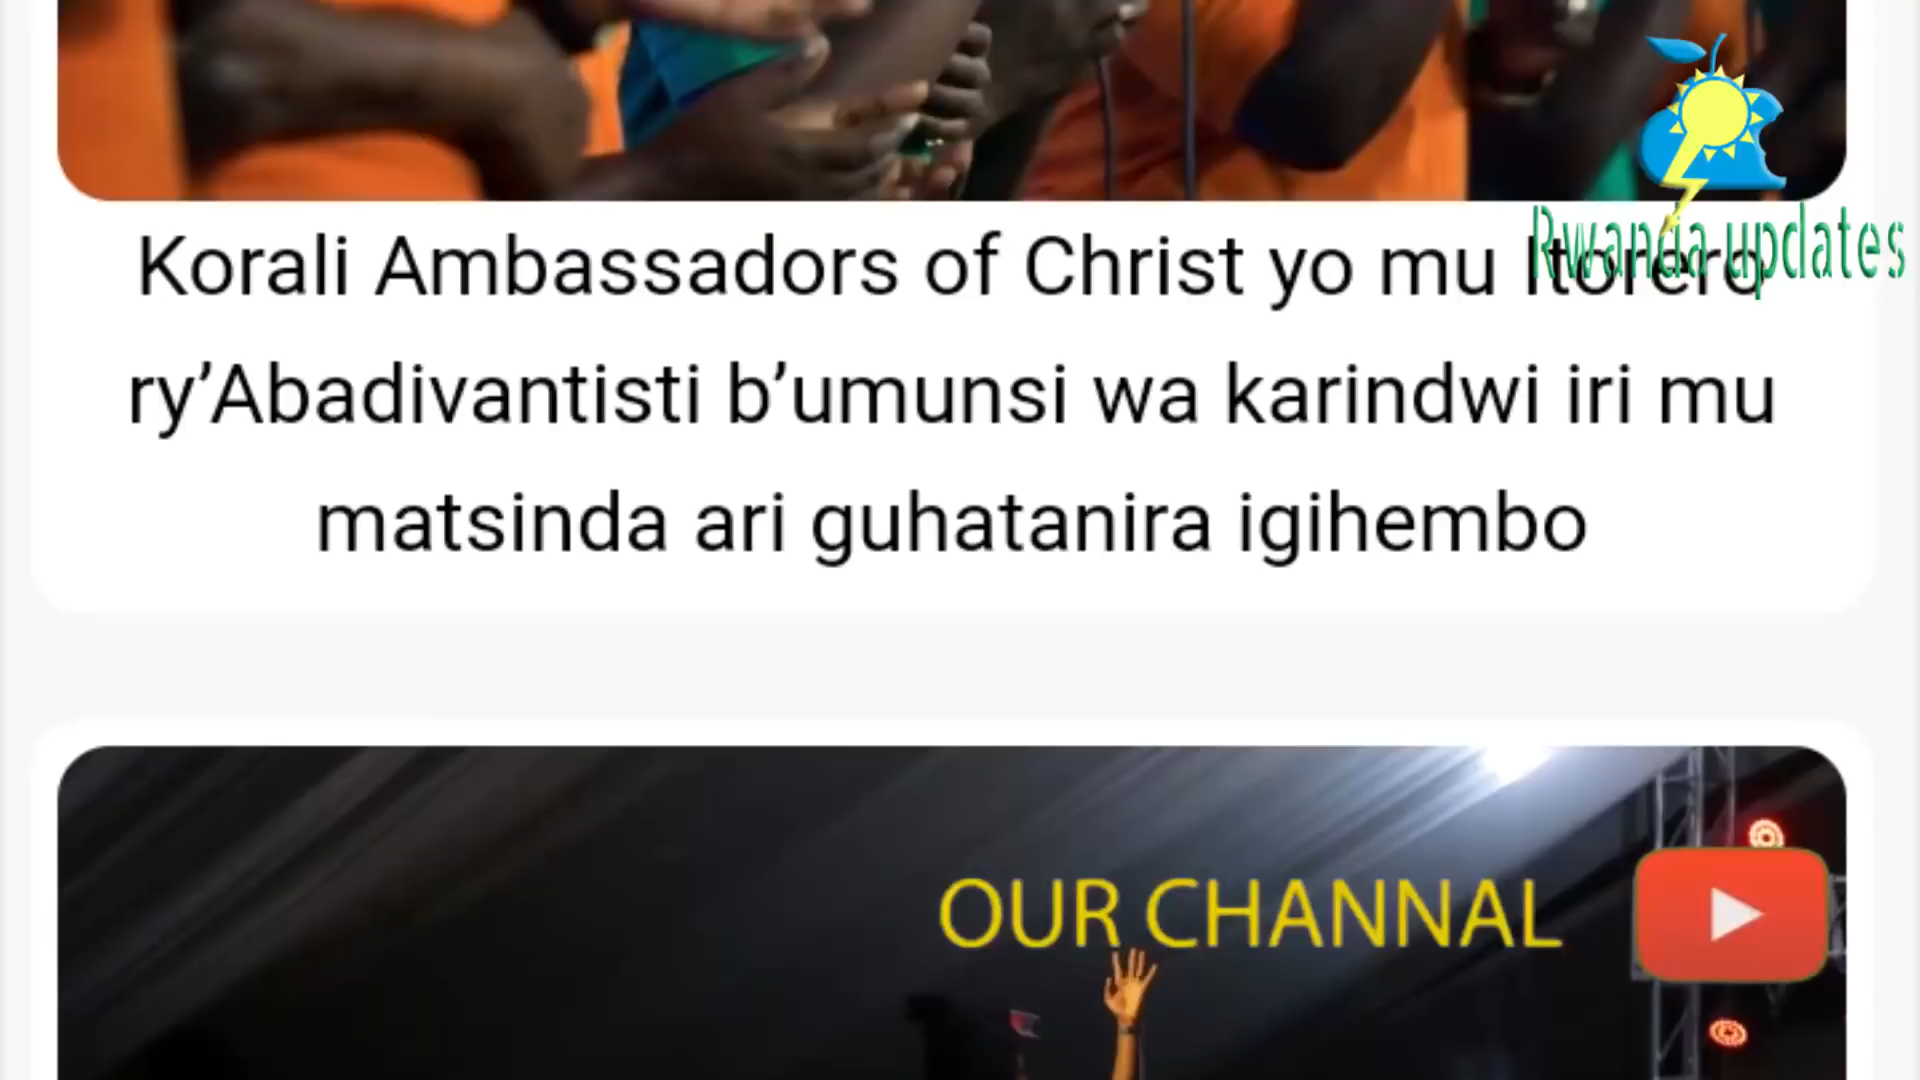 Rwanda updates
Korali Ambassadors of Christ yo mu Itorero
ry’Abadivantisti b’umunsi wa karindwi iri mu
matsinda ari guhatanira igihembo
OUR CHANNAL